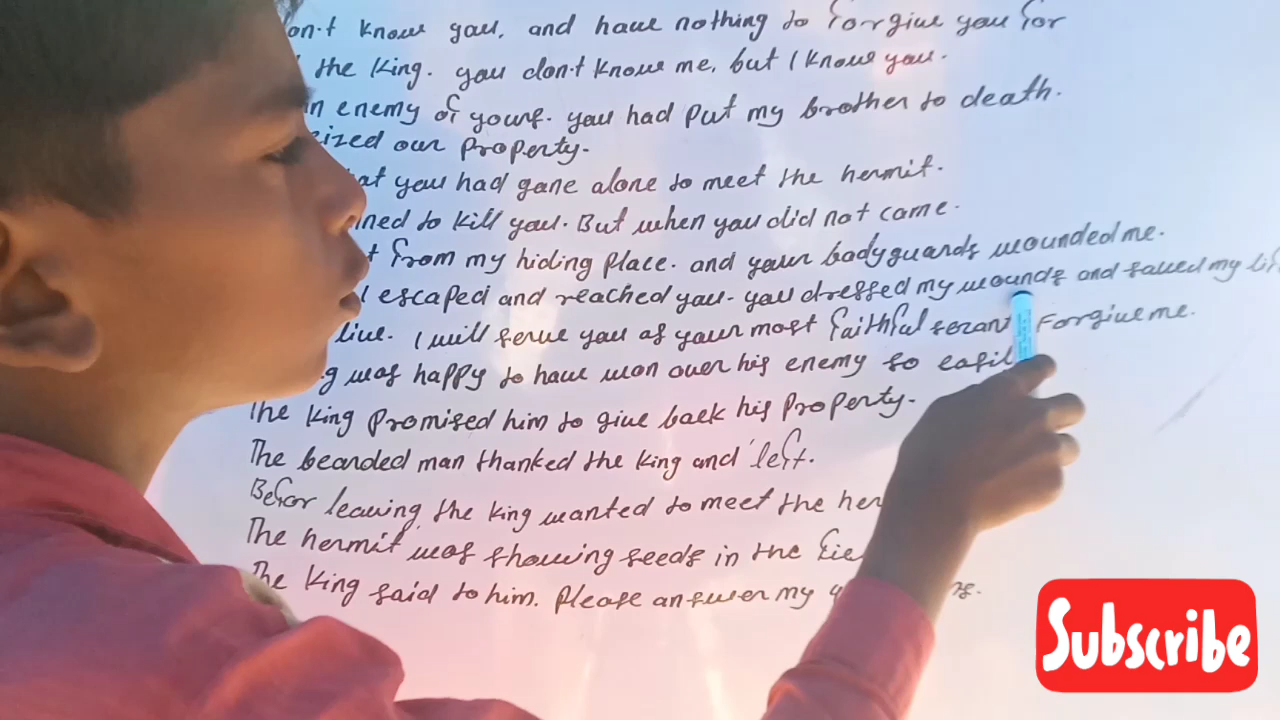 on.t know you, and have nothing to forgive you for
the King. you don.t know me, but I know you.
n enemy of yours. you had put my brother to death.
eized our property.
at you had gone alone to meet the hermit.
ned to kill you. But when you did not came.
t from my hiding place. and your bodyguards wounded me.
I escaped and reached you- you dressed my wounds and saved my lif
live. I will serve you as your most faithful serant Forgive me.
g was happy to have won over his enemy so easil
The King promised him to give back his property.
The bearded man thanked the King and left.
Befor leaving the king wanted to meet the her
The hermit was showing seeds in the fie
The King said to him. Please answer my
Subscribe